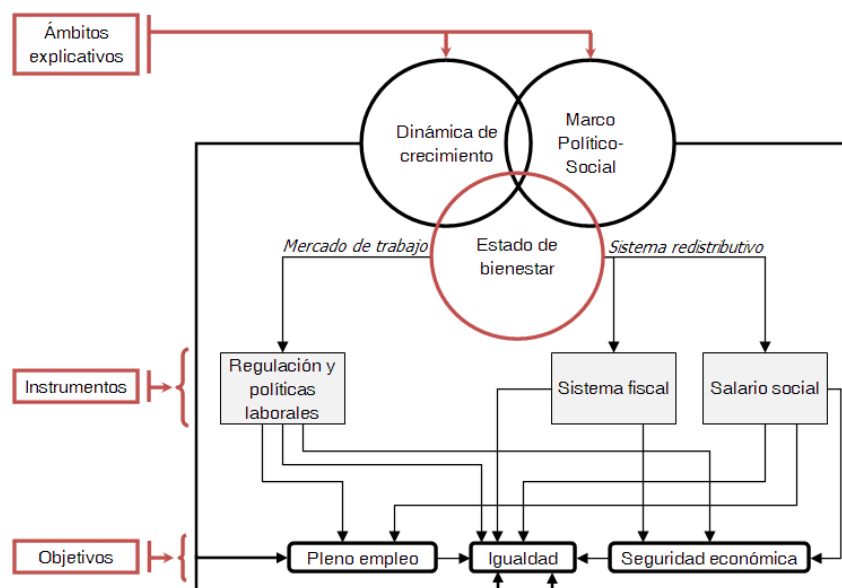 Ámbitos
explicativos
Dinámica de
crecimiento
Marco
Político-
Social
Mercado de trabajo
Estado de
bienestar
Sistema redistributivo
Instrumentos
Regulación y
políticas
laborales
Sistema fiscal
Salario social
Objetivos
Pleno empleo
Igualdad
Seguridad económica